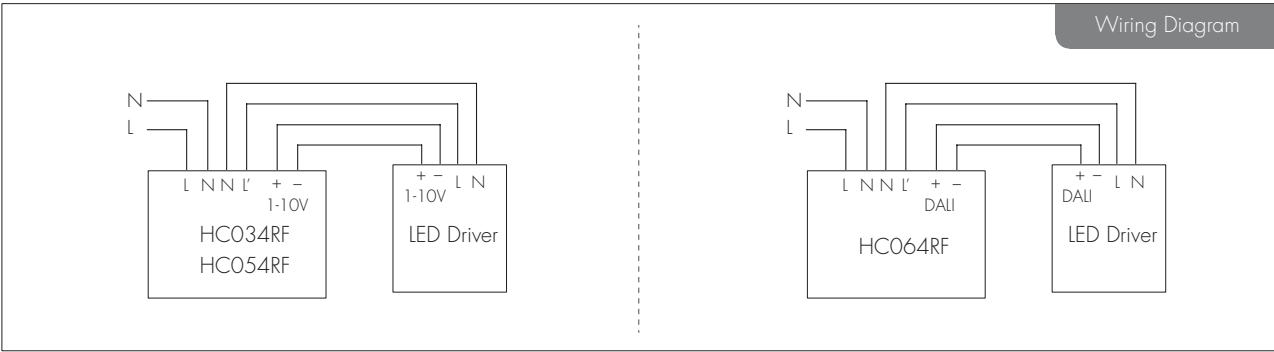 Wiring Diagram
N
L
L N N L' + −
1-10V
HC034RF
HC054RF
+ − L N
1-10V
LED Driver
N
L
L N N L' + −
DALI
HC064RF
+ − L N
DALI
LED Driver